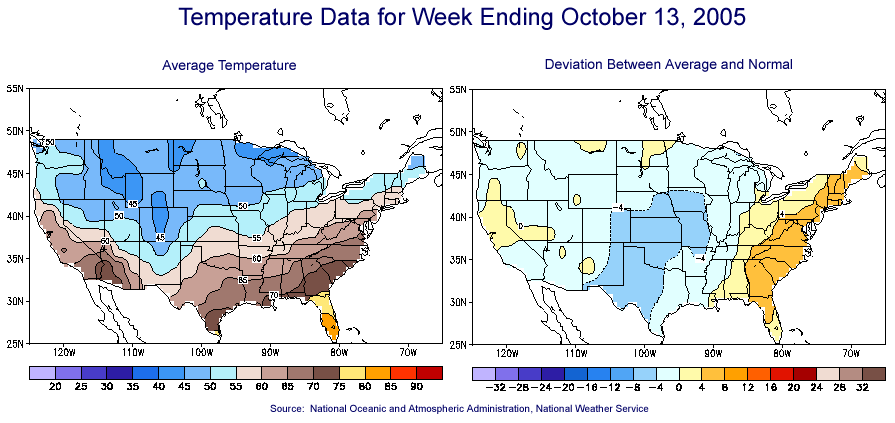 Temperature Data for Week Ending October 13, 2005
Average Temperature
Deviation Between Average and Normal
55N
50N
45N
40N
35N
30N
25N
120W 110W 100W 90W 80W 70W
50
45
50
50
45
55
60
60
65
70
20 25 30 35 40 45 50 55 60 65 70 75 80 85 90
55N
50N
45N
40N
35N
30N
25N
120W 110W 100W 90W 80W 70W
-4
0
4
-4
-32 -28 -24 -20 -16 -12 -8 -4 0 4 8 12 16 20 24 28 32
Source: National Oceanic and Atmospheric Administration, National Weather Service